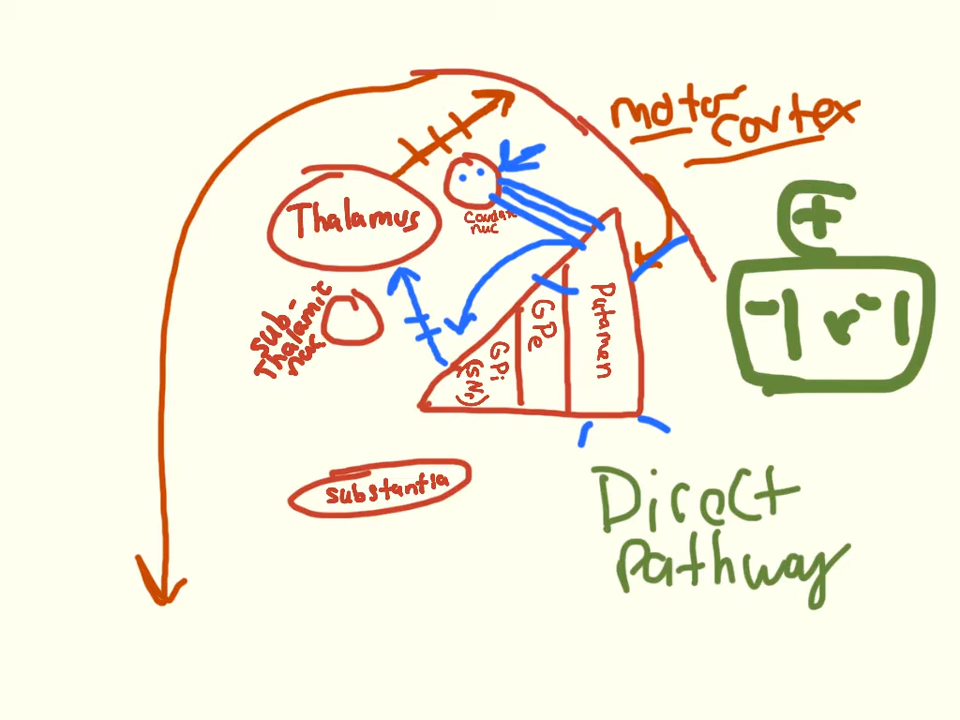 motor
cortex
Thalamus
Caudate
nuc
+
sub-
Thalamic
nuc
Putamen
GPe
GPi
(SNr)
substantia
Direct
pathway